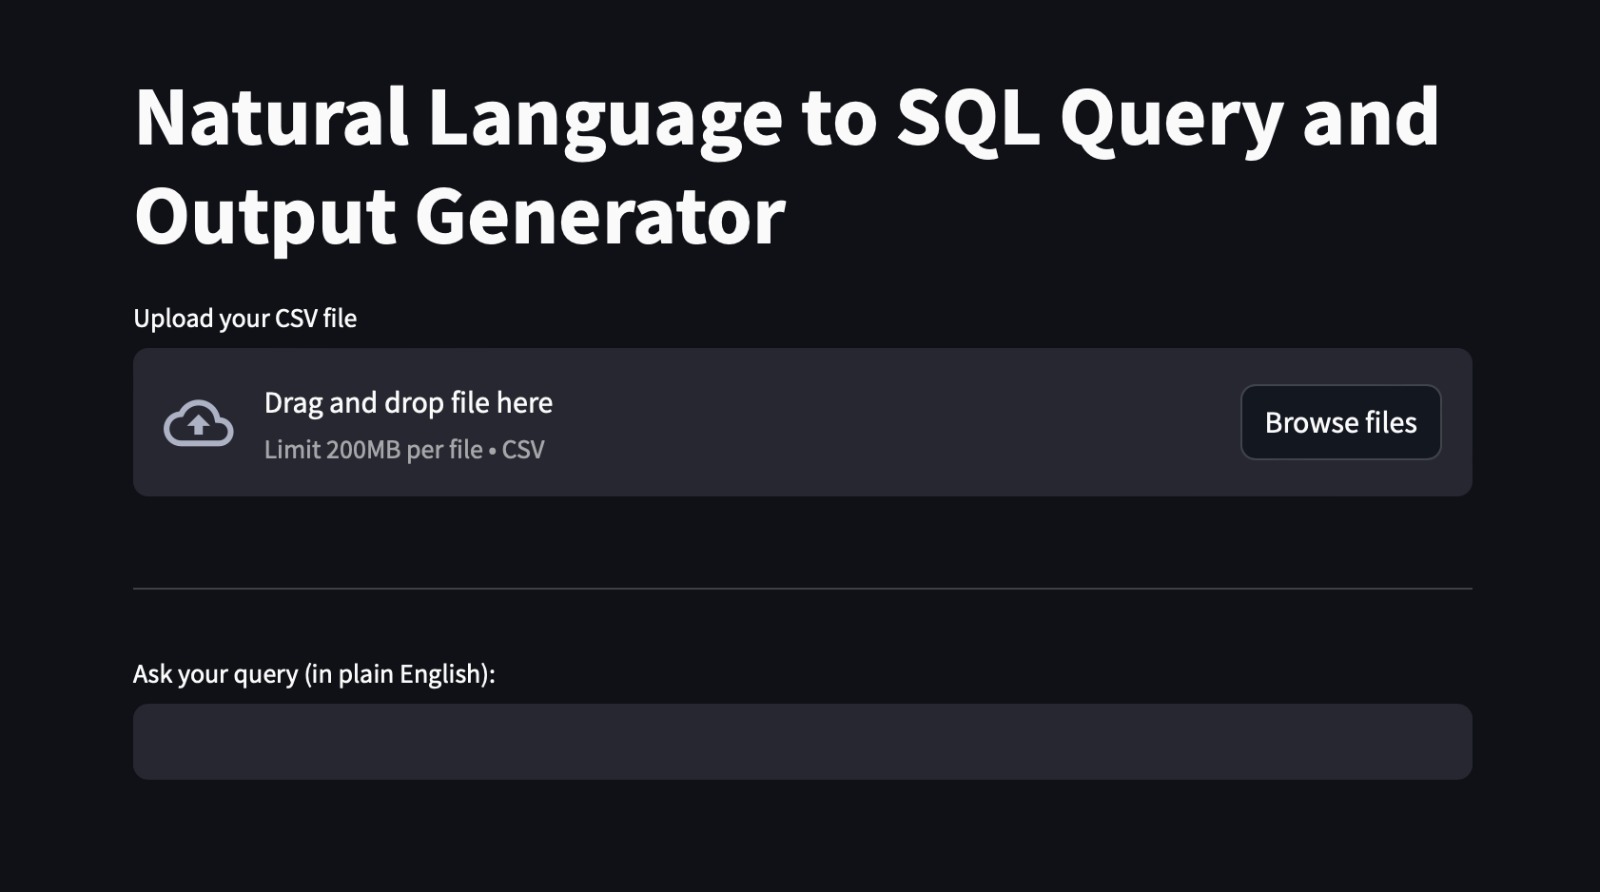 Natural Language to SQL Query and
Output Generator
Upload your CSV file
Drag and drop file here
Limit 200MB per file • CSV
Browse files
Ask your query (in plain English):